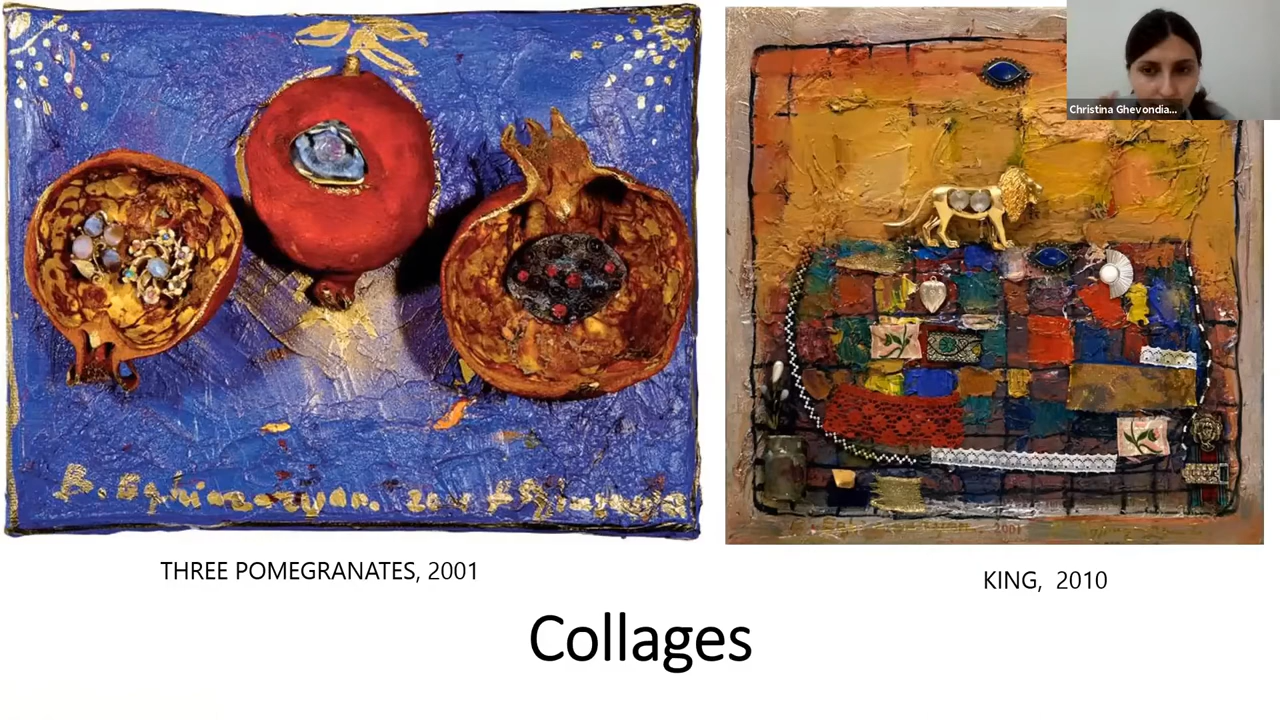 Christina Ghevondia...
THREE POMEGRANATES, 2001
KING,  2010
Collages